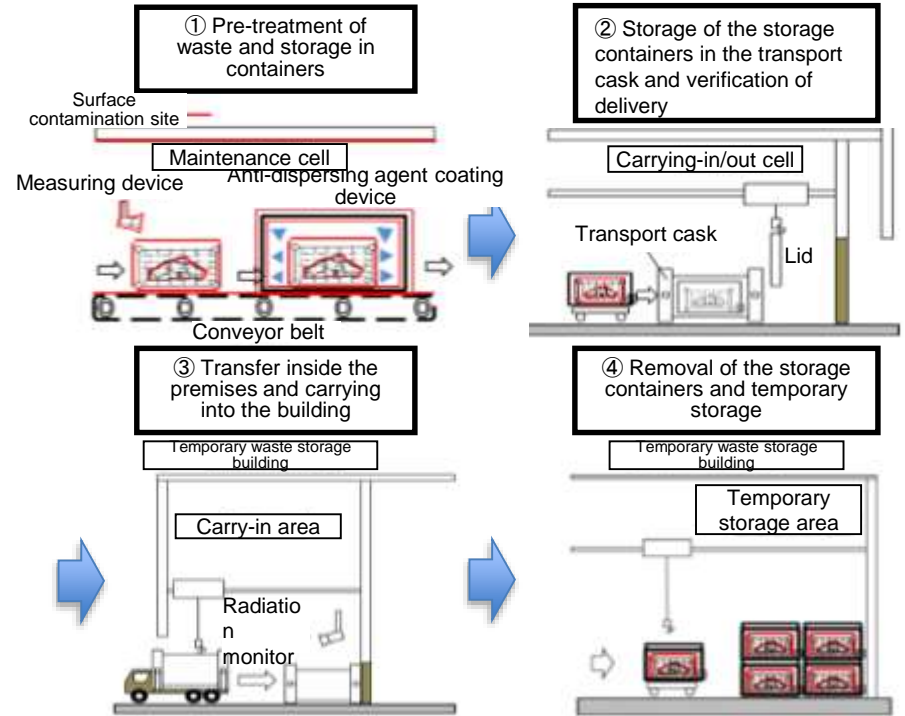 ① Pre-treatment of
waste and storage in
containers
Surface
contamination site
Maintenance cell
Measuring device
Anti-dispersing agent coating
device
Conveyor belt
② Storage of the storage
containers in the transport
cask and verification of
delivery
Carrying-in/out cell
Transport cask
Lid
③ Transfer inside the
premises and carrying
into the building
Temporary waste storage
building
Carry-in area
Radiatio
n
monitor
④ Removal of the storage
containers and temporary
storage
Temporary waste storage
building
Temporary
storage area